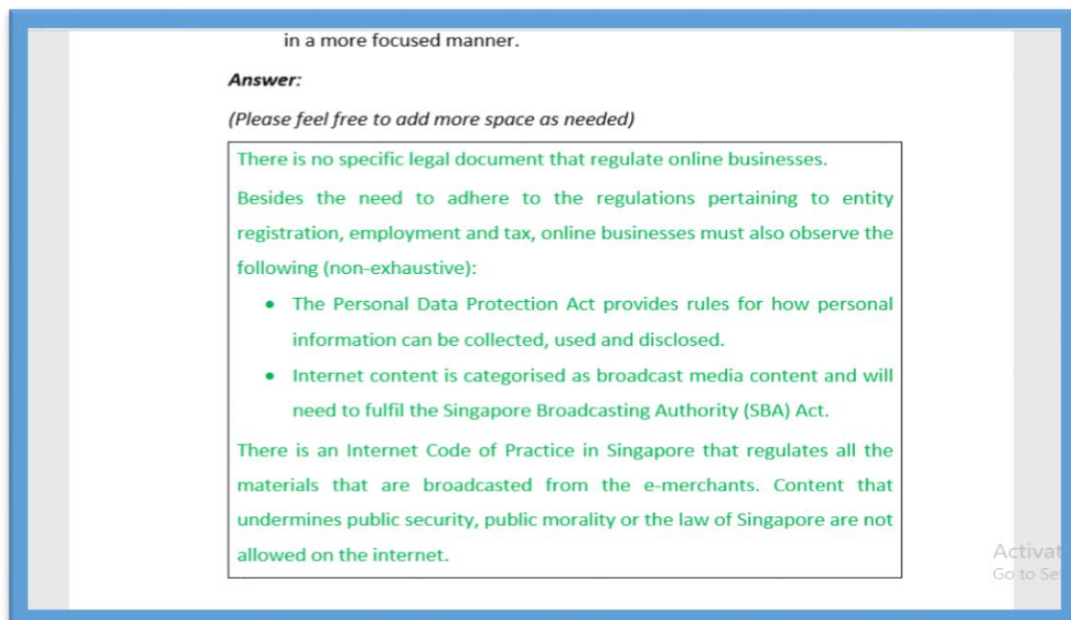 in a more focused manner.
Answer:
(Please feel free to add more space as needed)
There is no specific legal document that regulate online businesses.
Besides the need to adhere to the regulations pertaining to entity
registration, employment and tax, online businesses must also observe the
following (non-exhaustive):
• The Personal Data Protection Act provides rules for how personal
information can be collected, used and disclosed.
• Internet content is categorised as broadcast media content and will
need to fulfil the Singapore Broadcasting Authority (SBA) Act.
There is an Internet Code of Practice in Singapore that regulates all the
materials that are broadcasted from the e-merchants. Content that
undermines public security, public morality or the law of Singapore are not
allowed on the internet.
Activat
Go to Se